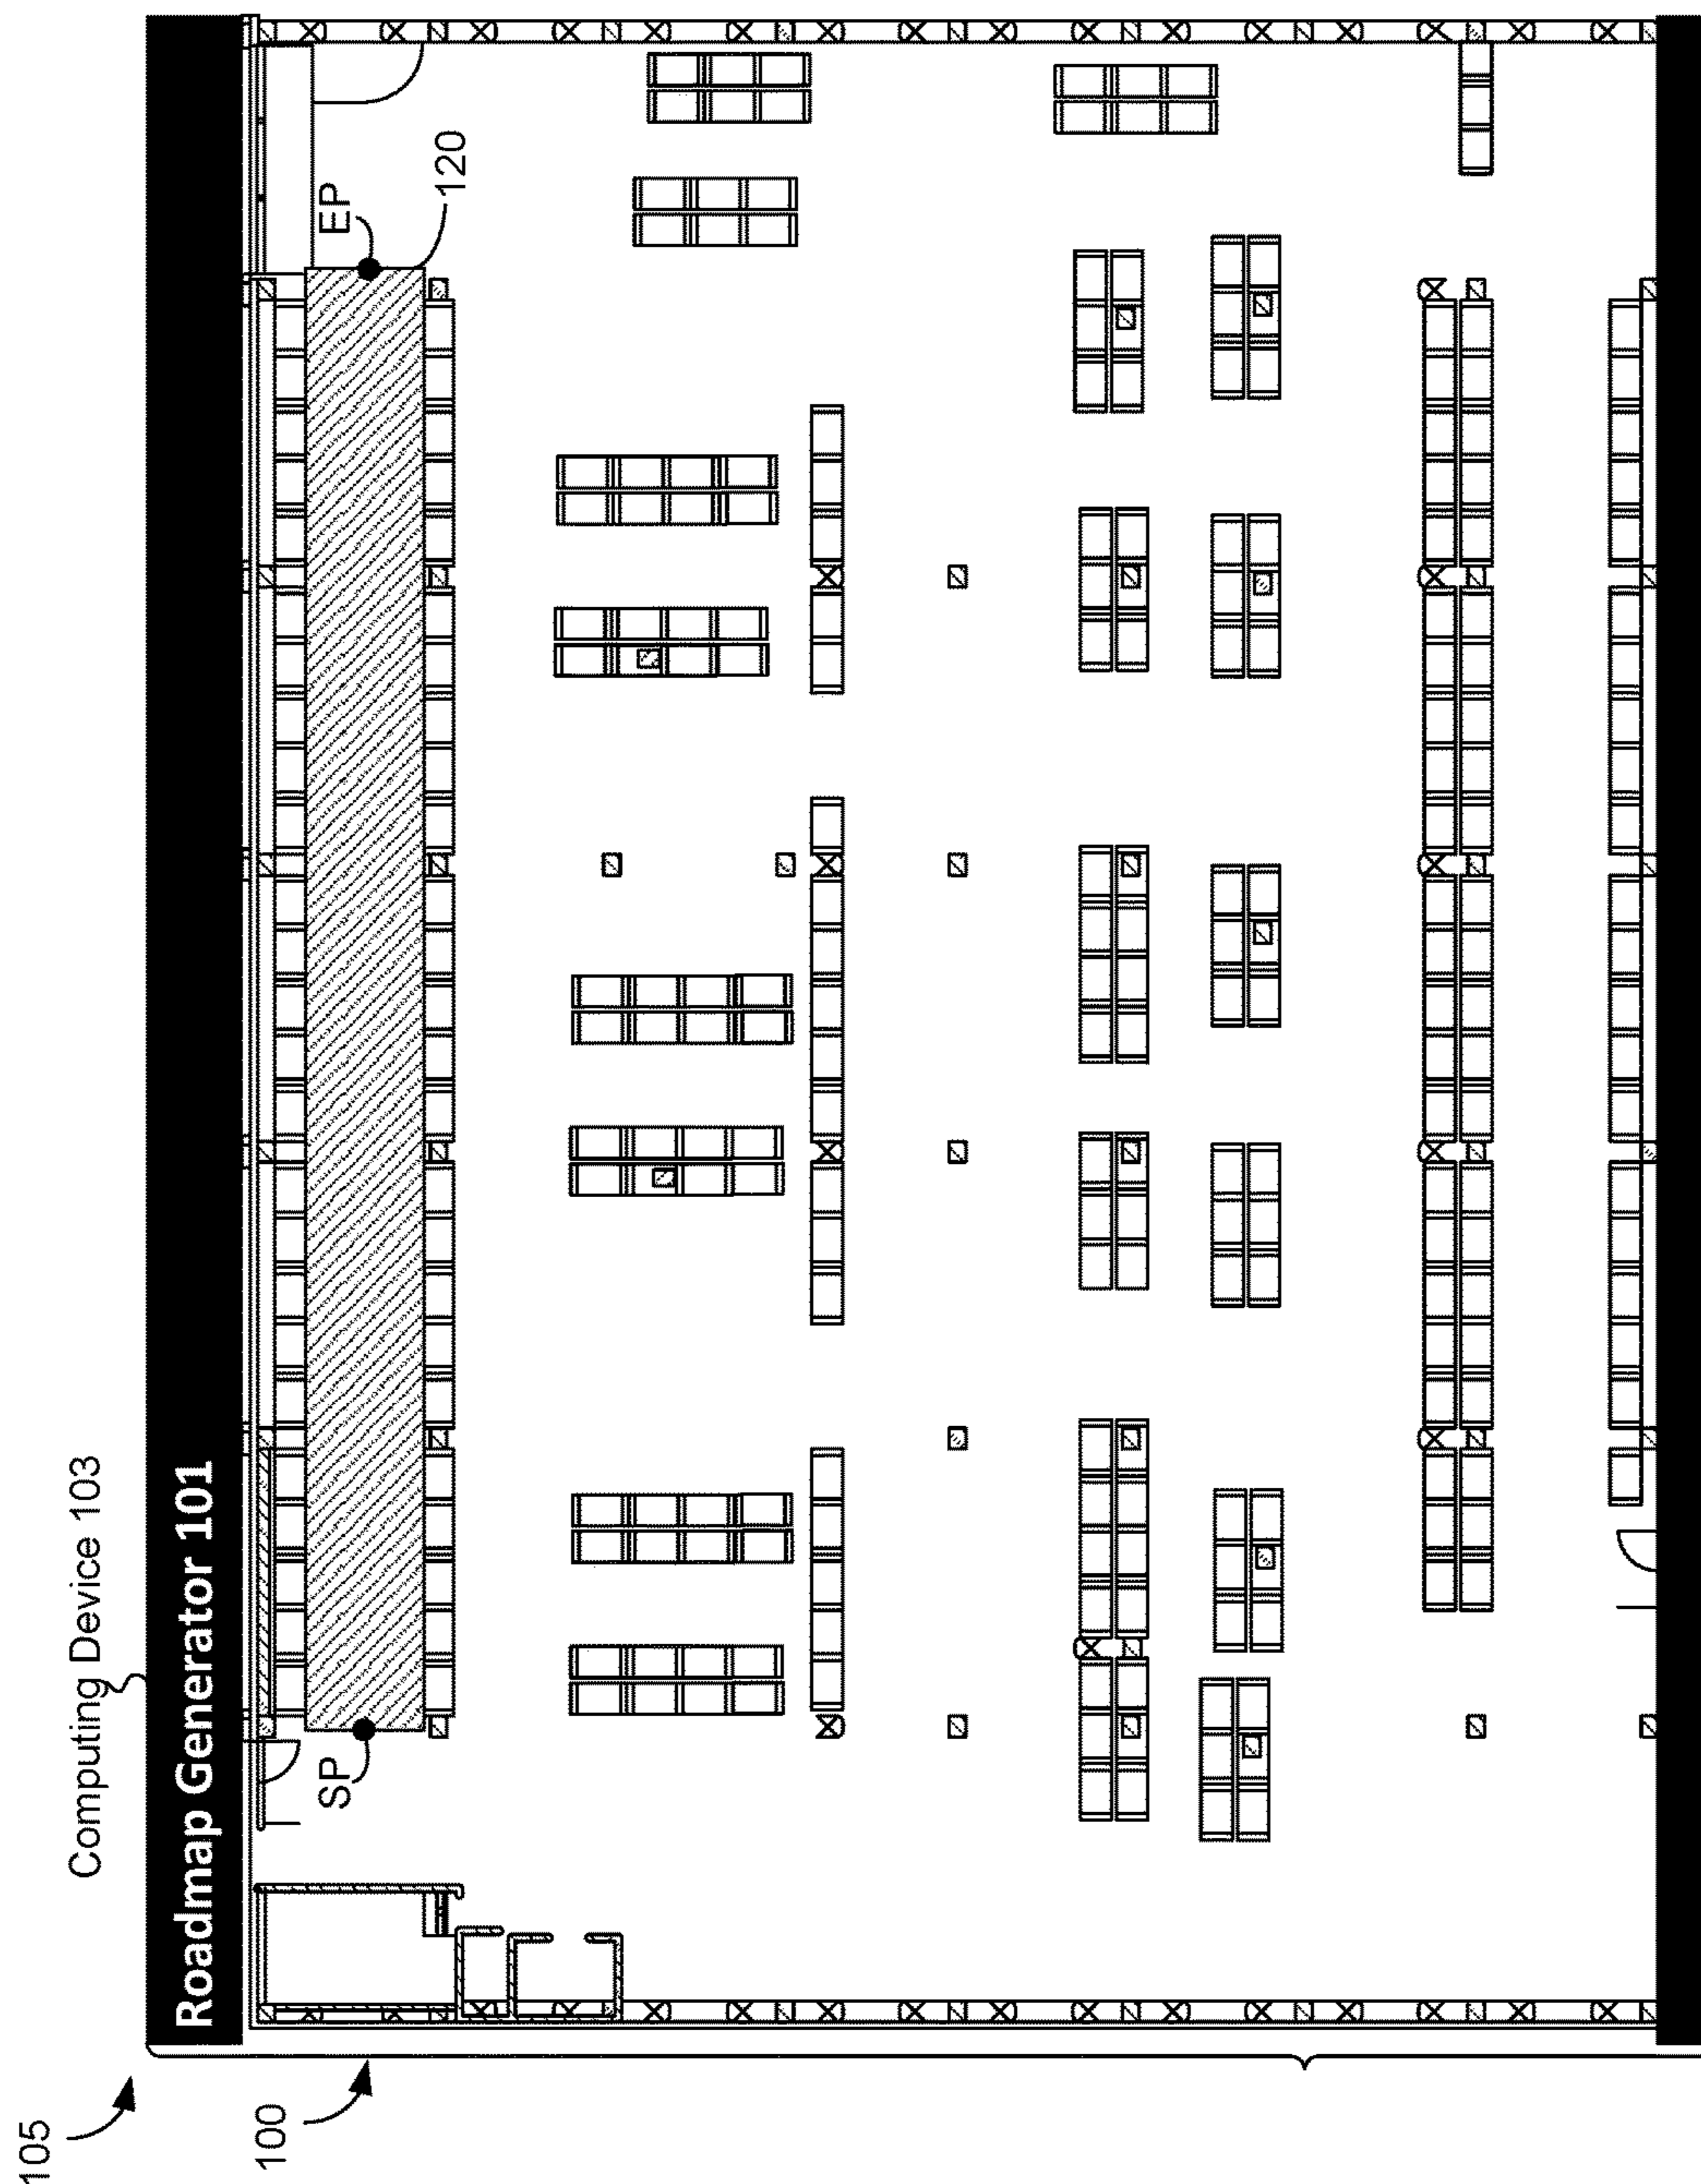 105
Computing Device 103
100
Roadmap Generator 101
SP
EP
120